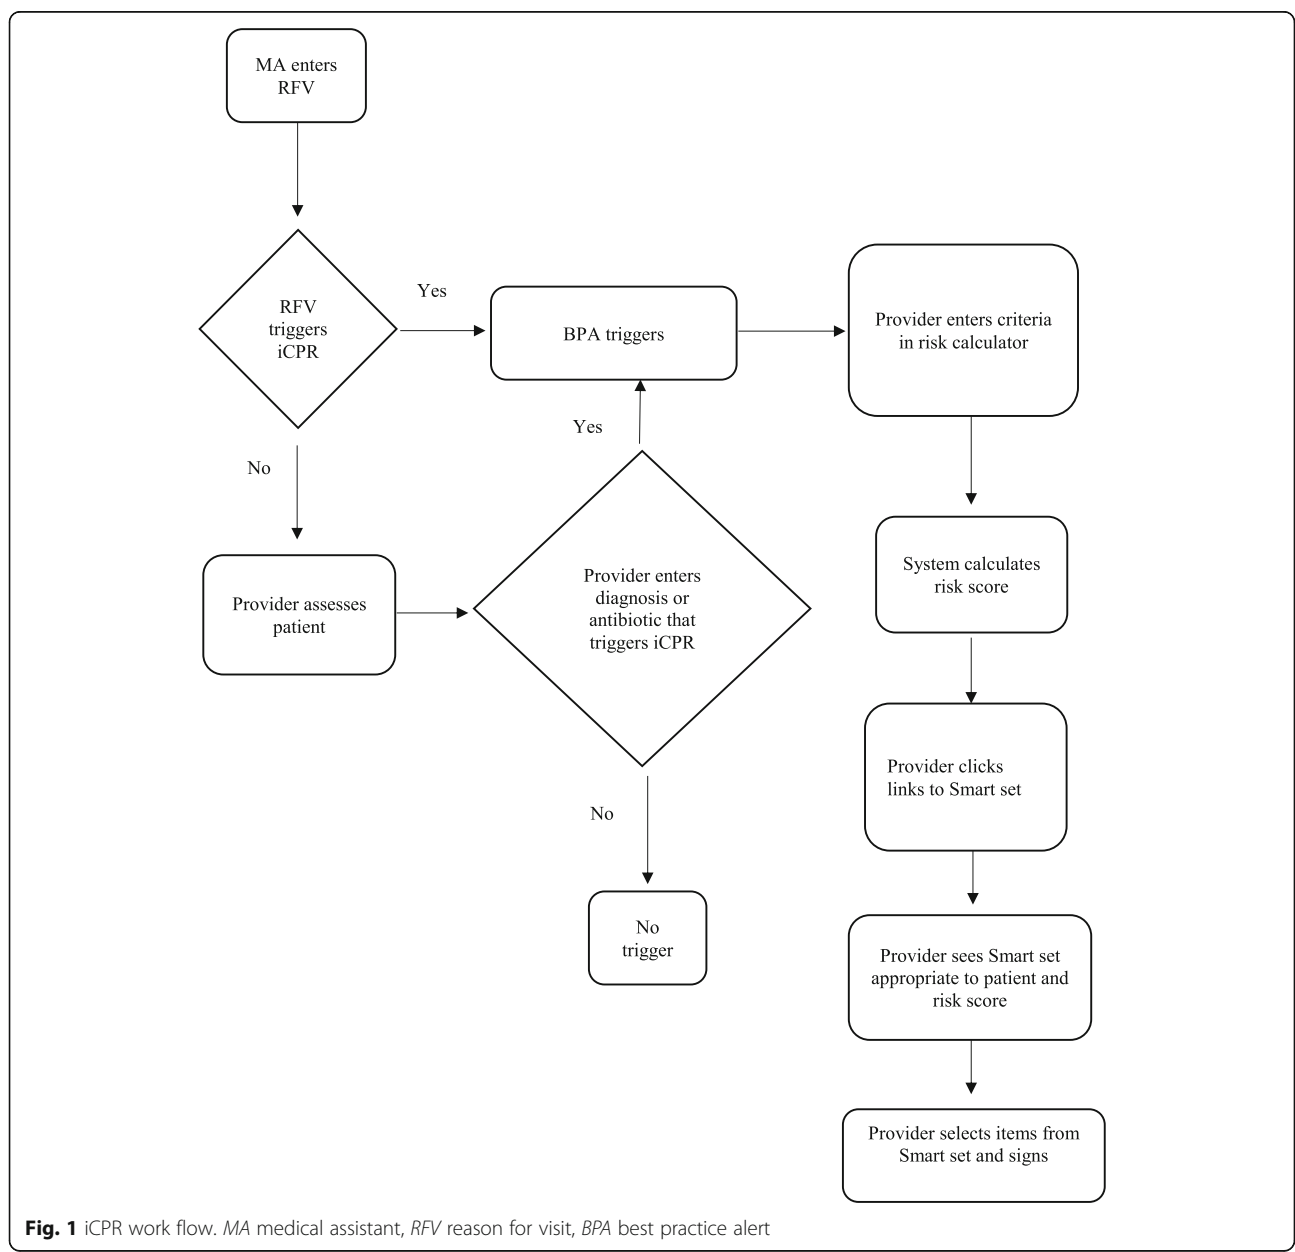 MA enters
RFV
RFV
triggers
iCPR
Yes
BPA triggers
Provider enters criteria
in risk calculator
Yes
No
Provider assesses
patient
Provider enters
diagnosis or
antibiotic that
triggers iCPR
System calculates
risk score
Provider clicks
links to Smart set
No
No
trigger
Provider sees Smart set
appropriate to patient and
risk score
Provider selects items from
Smart set and signs
Fig. 1 iCPR work flow. MA medical assistant, RFV reason for visit, BPA best practice alert